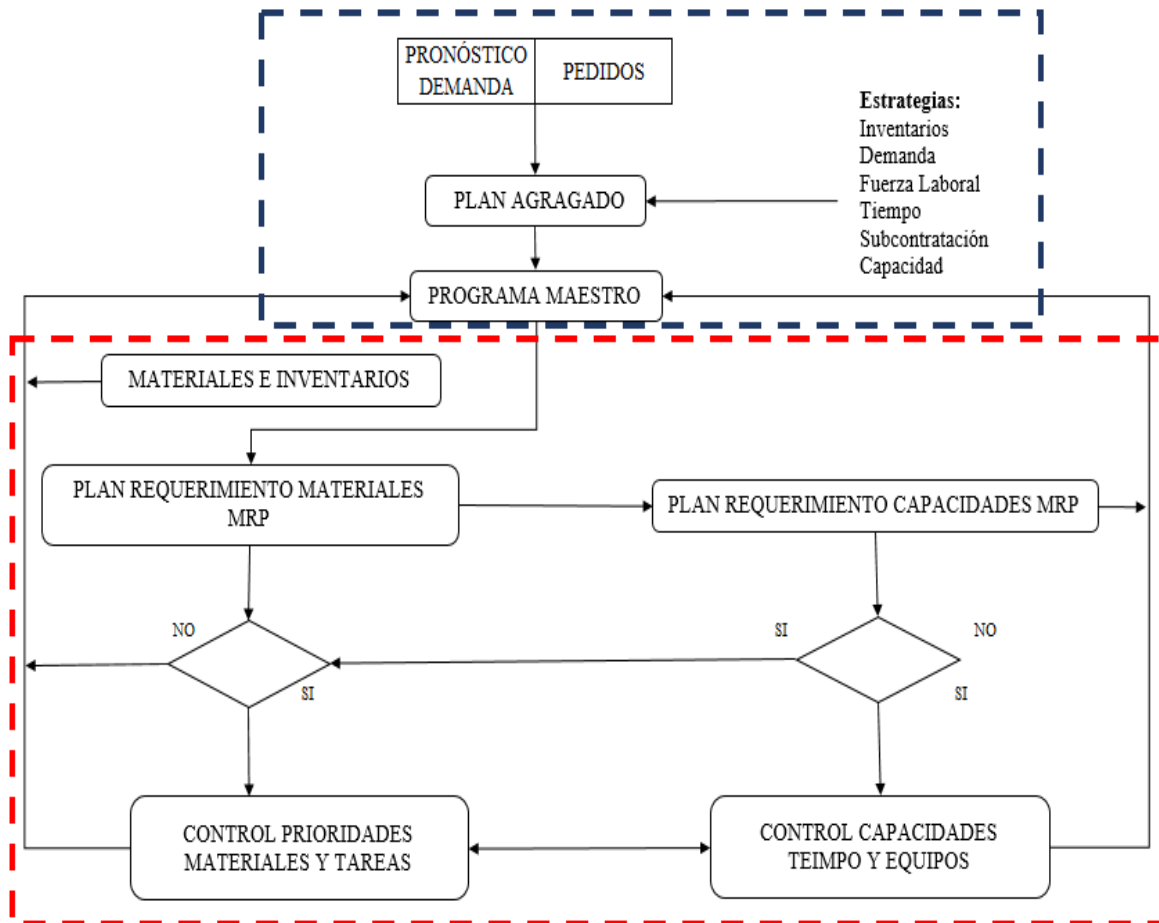 PRONÓSTICO
DEMANDA
PEDIDOS
Estrategias:
Inventarios
Demanda
Fuerza Laboral
Tiempo
Subcontratación
Capacidad
PLAN AGRAGADO
PROGRAMA MAESTRO
MATERIALES E INVENTARIOS
PLAN REQUERIMIENTO MATERIALES
MRP
PLAN REQUERIMIENTO CAPACIDADES MRP
NO
SI
SI
NO
SI
CONTROL PRIORIDADES
MATERIALES Y TAREAS
CONTROL CAPACIDADES
TEIMPO Y EQUIPOS